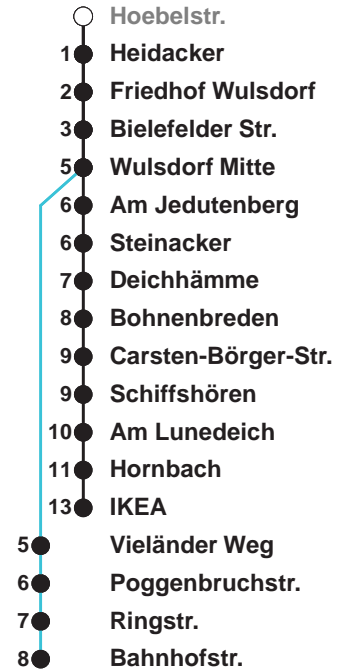 Hoebelstr.
1 Heidacker
2 Friedhof Wulsdorf
3 Bielefelder Str.
5 Wulsdorf Mitte
6 Am Jedutenberg
6 Steinacker
7 Deichhämme
8 Bohnenbreden
9 Carsten-Börger-Str.
9 Schiffshören
10 Am Lunedeich
11 Hornbach
13 IKEA
5 Vieländer Weg
6 Poggenbruchstr.
7 Ringstr.
8 Bahnhofstr.